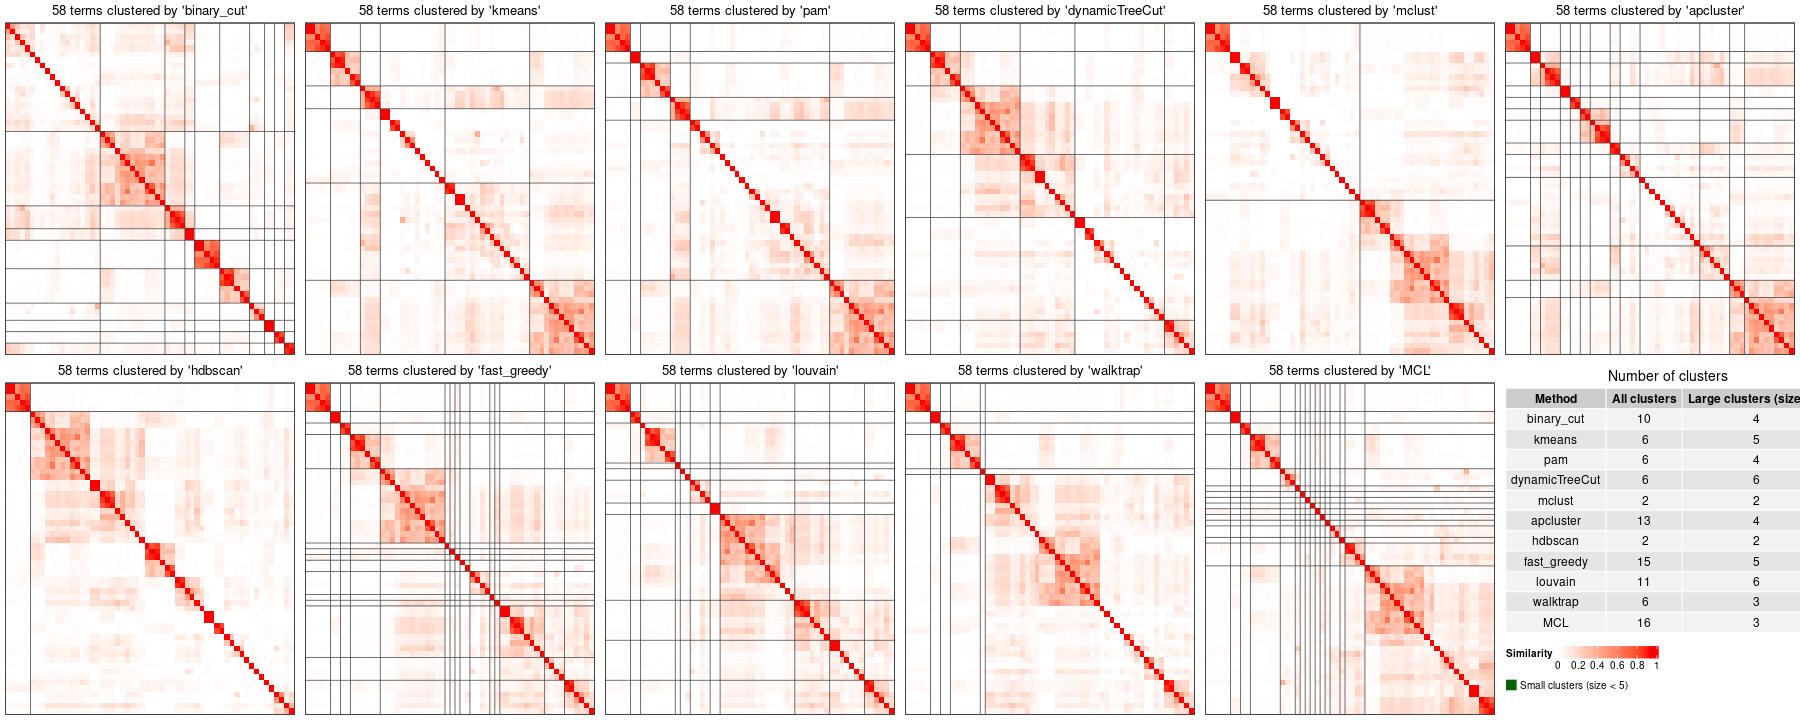 58 terms clustered by 'binary_cut'
58 terms clustered by 'kmeans'
58 terms clustered by 'pam'
58 terms clustered by 'dynamicTreeCut'
58 terms clustered by 'mclust'
58 terms clustered by 'apcluster'
58 terms clustered by 'hdbscan'
58 terms clustered by 'fast_greedy'
58 terms clustered by 'louvain'
58 terms clustered by 'walktrap'
58 terms clustered by 'MCL'
Number of clusters
Method All clusters Large clusters (size
binary_cut 10 4
kmeans 6 5
pam 6 4
dynamicTreeCut 6 6
mclust 2 2
apcluster 13 4
hdbscan 2 2
fast_greedy 15 5
louvain 11 6
walktrap 6 3
MCL 16 3
Similarity 0 0.2 0.4 0.6 0.8 1
Small clusters (size < 5)